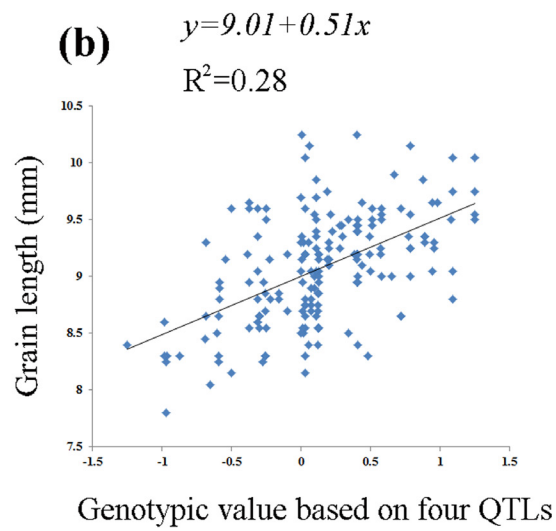 (b)
y=9.01+0.51x
R²=0.28
Grain length (mm)
10.5
10
9.5
9
8.5
8
7.5
-1.5 -1 -0.5 0 0.5 1 1.5
Genotypic value based on four QTLs